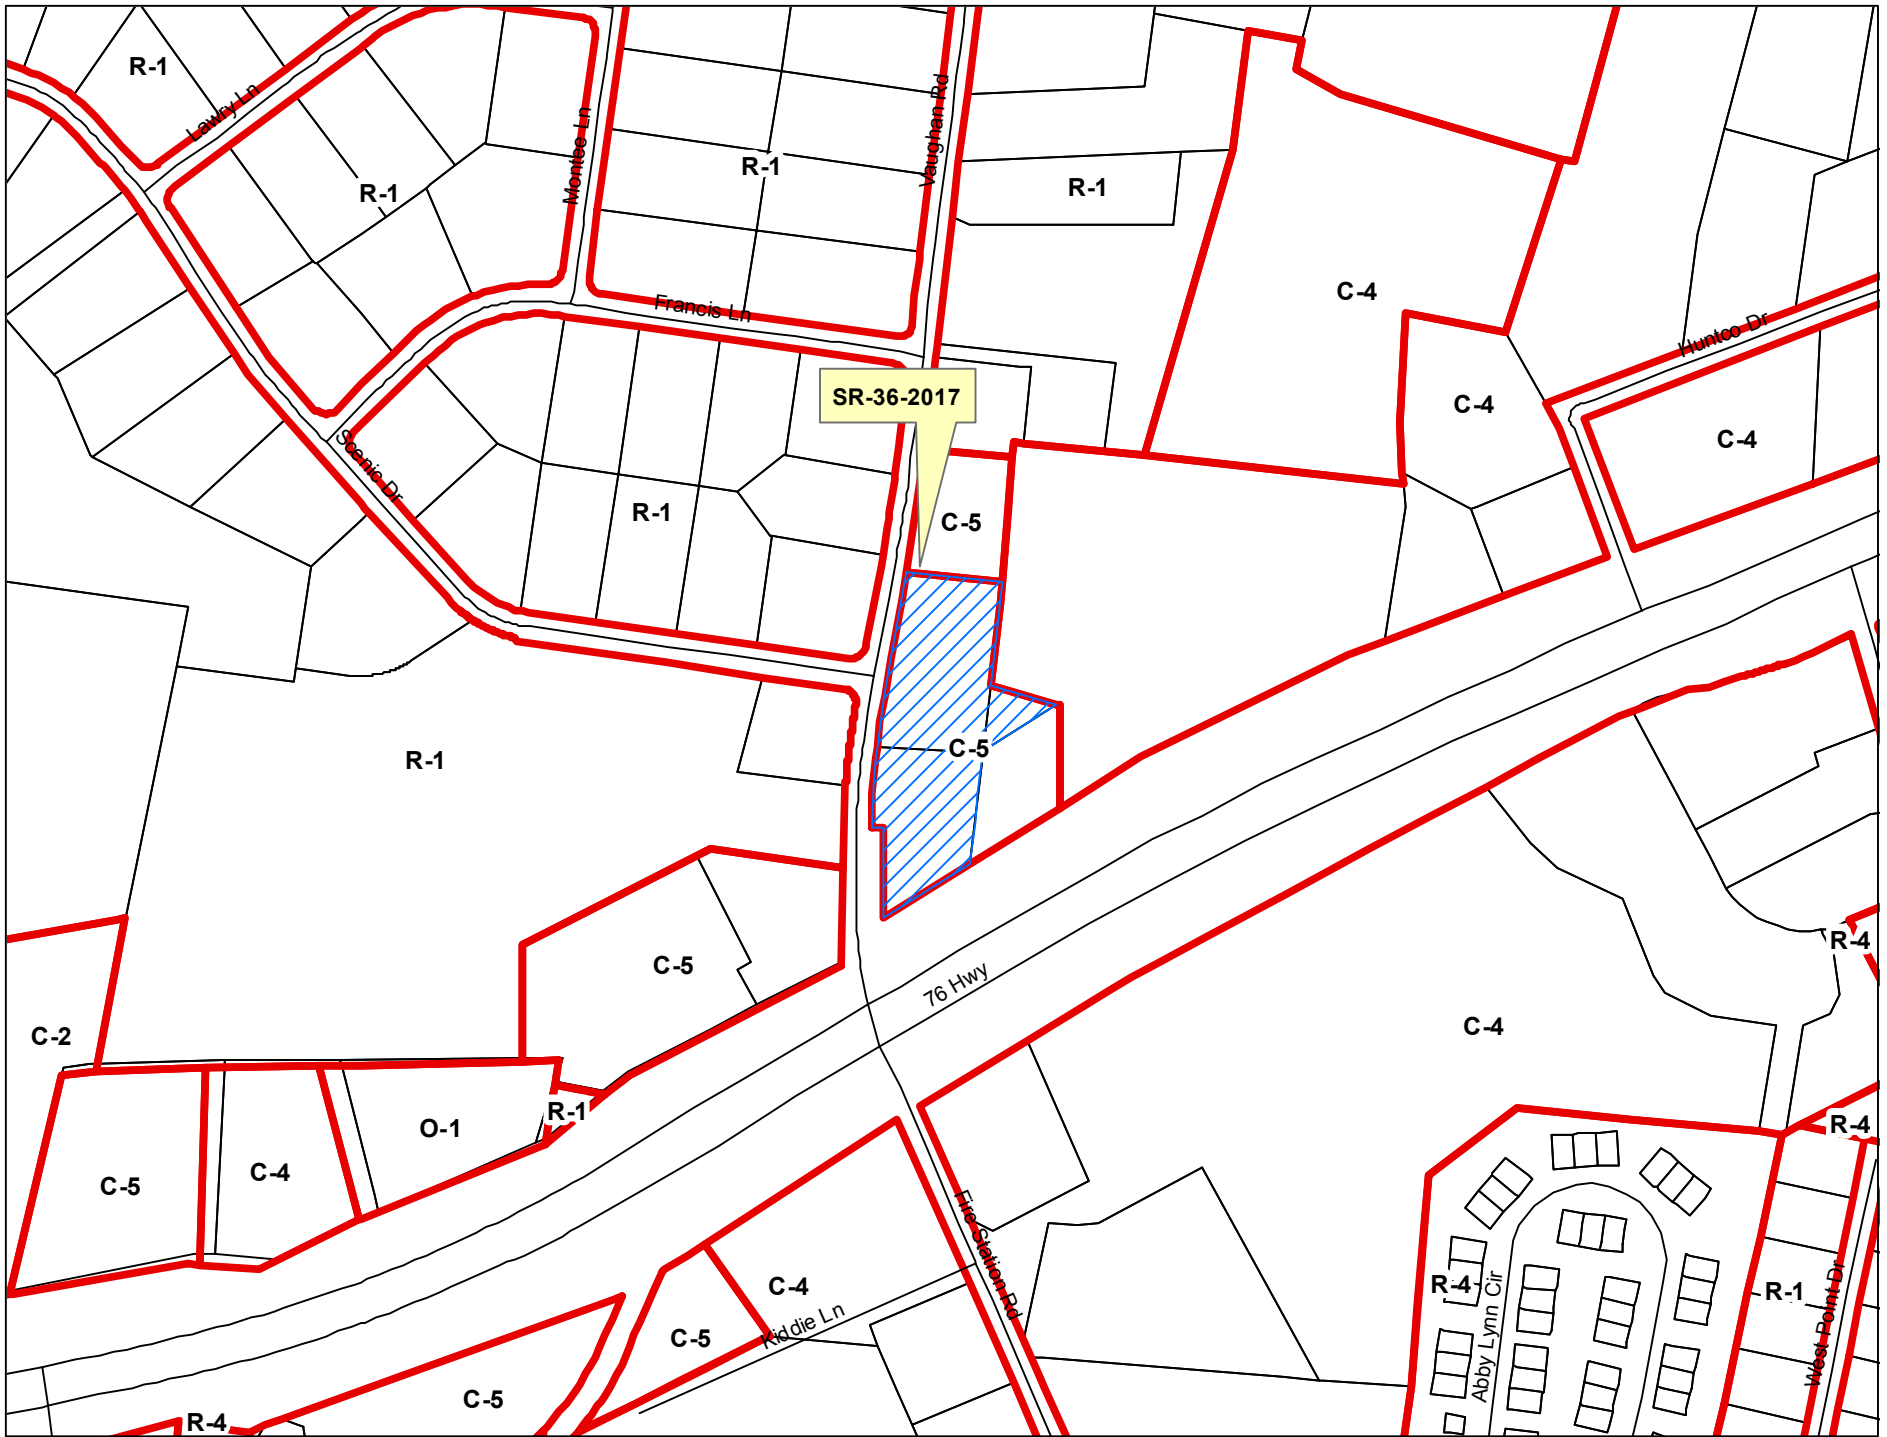 R-1
Lawry Ln
R-1
Montee Ln
R-1
Vaughan Rd
R-1
C-4
Francis Ln
Huntco Dr
SR-36-2017
C-4
C-4
Scenic Dr
R-1
C-5
R-1
C-5
C-5
76 Hwy
R-4
C-2
C-4
R-1
O-1
R-4
C-4
C-5
Fire Station Rd
C-4
R-4
R-1
Kiddie Ln
C-5
Abby Lynn Cir
West Point Dr
C-5
R-4